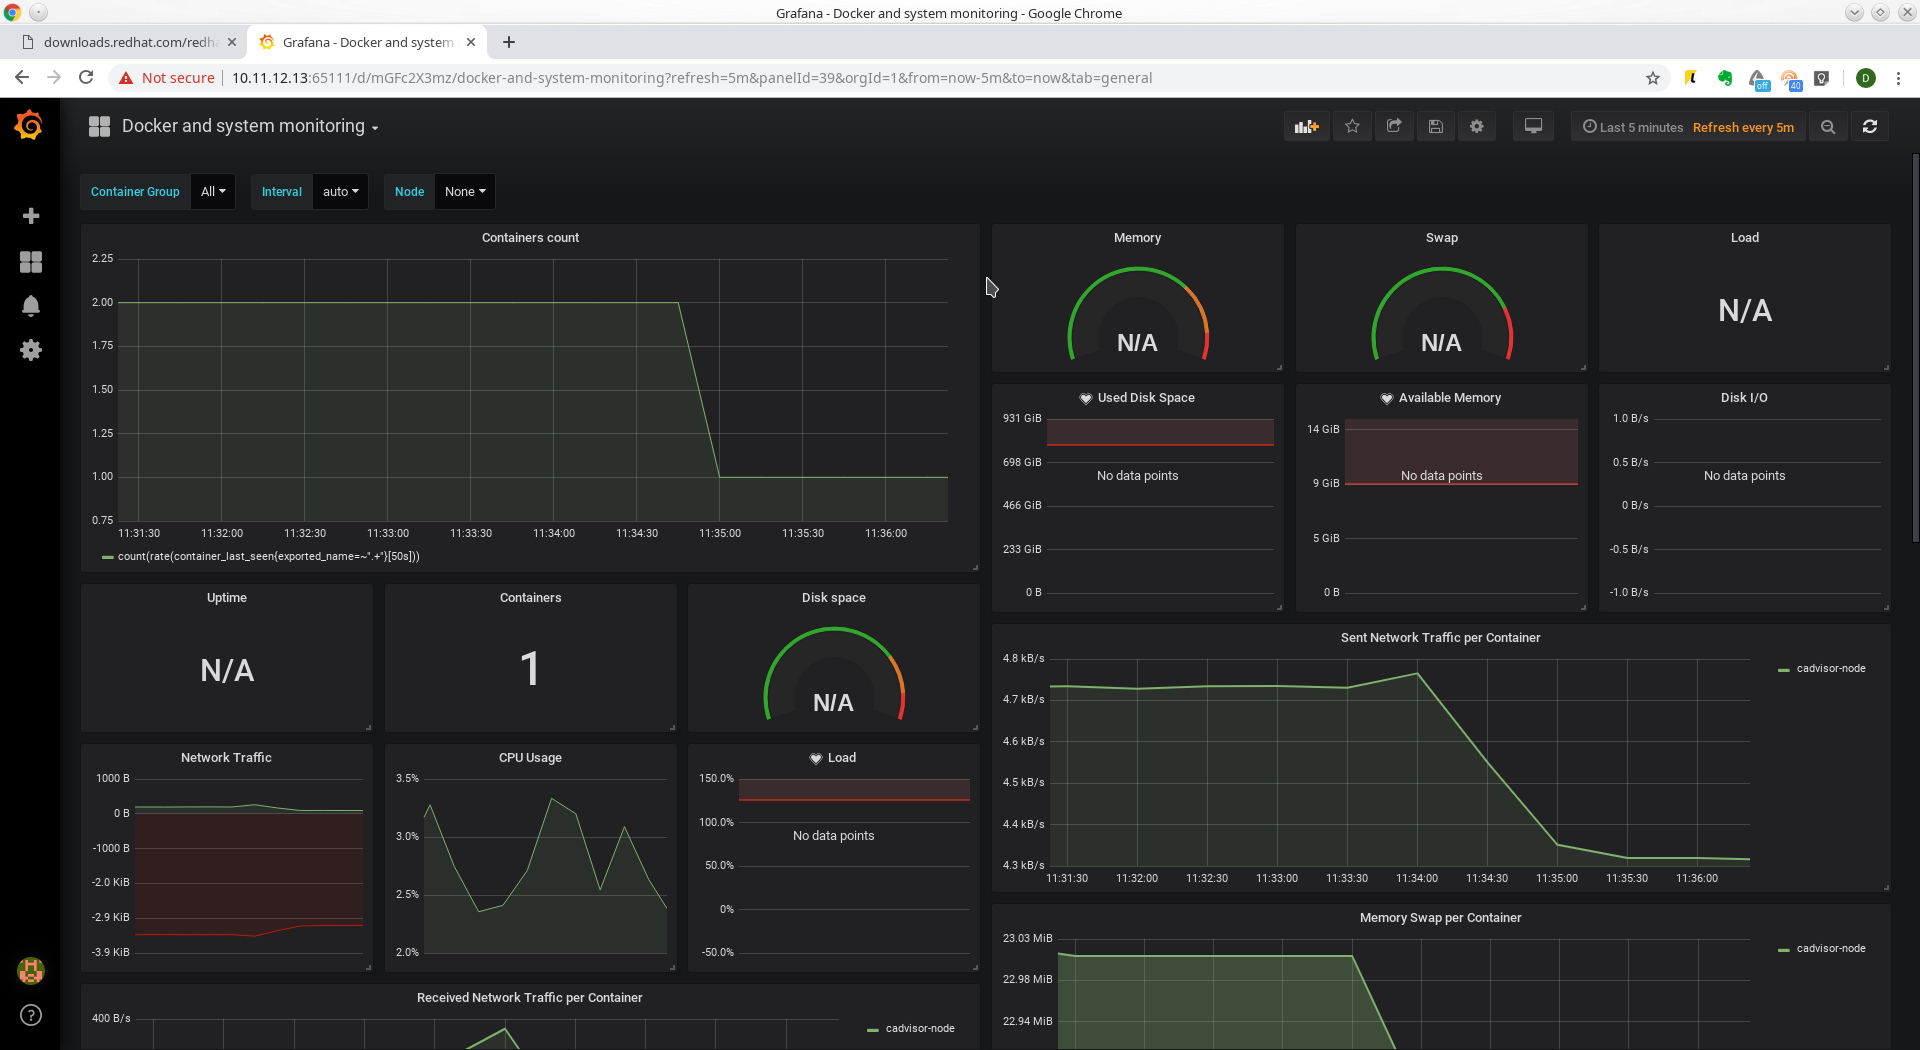 Grafana - Docker and system monitoring - Google Chrome
downloads.redhat.com/redh
Grafana - Docker and system
Not secure
10.11.12.13:65111/d/mGFc2X3mz/docker-and-system-monitoring?refresh=5m&panelId=39&orgId=1&from=now-5m&to=now&tab=general
off
40
D
Docker and system monitoring
Last 5 minutes Refresh every 5m
Container Group All
Interval auto
Node None
Containers count
2.25
2.00
1.75
1.50
1.25
1.00
0.75
11:31:30 11:32:00 11:32:30 11:33:00 11:33:30 11:34:00 11:34:30 11:35:00 11:35:30 11:36:00
count(rate(container_last_seen{exported_name=~".+"}[50s]))
Memory
N/A
Swap
N/A
Load
N/A
Used Disk Space
931 GiB
698 GiB
No data points
466 GiB
233 GiB
0 B
Available Memory
14 GiB
No data points
9 GiB
5 GiB
0 B
Disk I/O
1.0 B/s
0.5 B/s
No data points
0 B/s
-0.5 B/s
-1.0 B/s
Uptime
N/A
Containers
1
Disk space
N/A
Sent Network Traffic per Container
4.8 kB/s
4.7 kB/s
4.6 kB/s
4.5 kB/s
4.4 kB/s
4.3 kB/s
11:31:30 11:32:00 11:32:30 11:33:00 11:33:30 11:34:00 11:34:30 11:35:00 11:35:30 11:36:00
cadvisor-node
Network Traffic
1000 B
0 B
-1000 B
-2.0 KiB
-2.9 KiB
-3.9 KiB
CPU Usage
3.5%
3.0%
2.5%
2.0%
Load
150.0%
100.0%
No data points
50.0%
0%
-50.0%
Memory Swap per Container
23.03 MiB
22.98 MiB
22.94 MiB
cadvisor-node
Received Network Traffic per Container
400 B/s
cadvisor-node